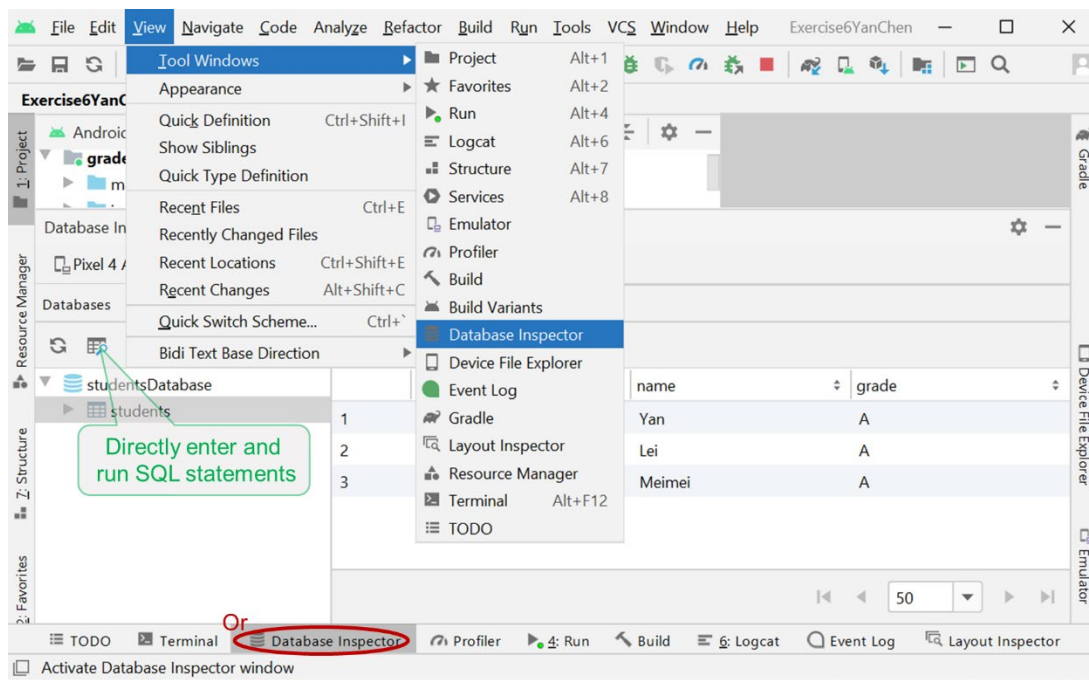 File Edit View Navigate Code Analyze Refactor Build Run Tools VCS Window Help Exercise6YanChen
Exercise6YanC
Tool Windows
Appearance
Quick Definition Ctrl+Shift+I
Show Siblings
Quick Type Definition
Recent Files Ctrl+E
Recently Changed Files
Recent Locations Ctrl+Shift+E
Recent Changes Alt+Shift+C
Quick Switch Scheme... Ctrl+`
Bidi Text Base Direction
Project Alt+1
Favorites Alt+2
Run Alt+4
Logcat Alt+6
Structure Alt+7
Services Alt+8
Emulator
Profiler
Build
Build Variants
Database Inspector
Device File Explorer
Event Log
Gradle
Layout Inspector
Resource Manager
Terminal Alt+F12
TODO
1: Project
Resource Manager
7: Structure
2: Favorites
Android
grade
m
Database In
Pixel 4 A
Databases
studentsDatabase
students
Directly enter and
run SQL statements
name grade
1 Yan A
2 Lei A
3 Meimei A
50
Gradle
Device File Explorer
Emulator
Or
TODO Terminal Database Inspector Profiler 4: Run Build 6: Logcat Event Log Layout Inspector
Activate Database Inspector window